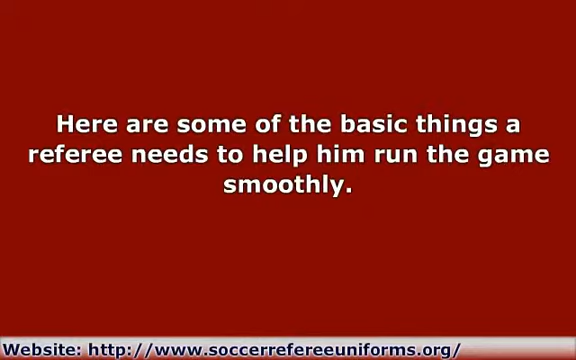 Here are some of the basic things a
referee needs to help him run the game
smoothly.
Website: http://www.soccerrefereeuniforms.org/